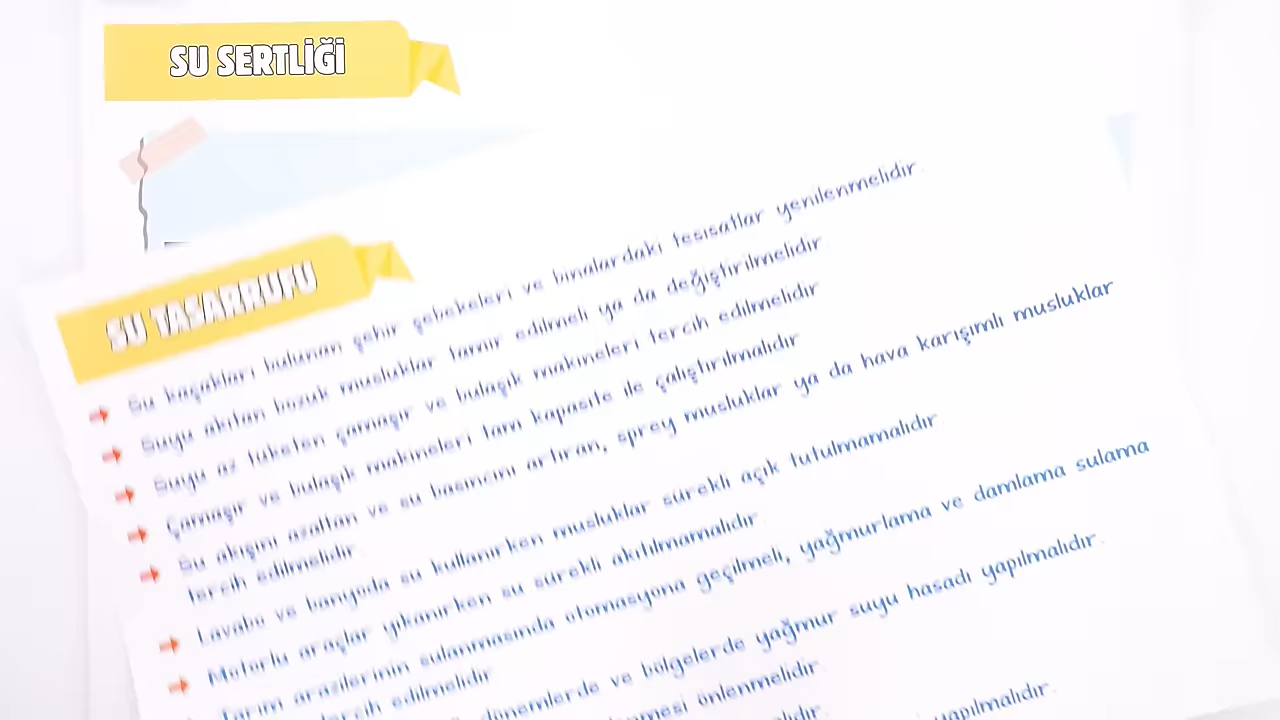 SU SERTLİĞİ
SU TASARRUFU
Su kaçakları bulunan şehir şebekeleri ve binalardaki tesisatlar yenilenmelidir.
Suyu akıtan bozuk musluklar tamir edilmeli ya da değiştirilmelidir.
Suyu az tüketen çamaşır ve bulaşık makineleri tercih edilmelidir.
Çamaşır ve bulaşık makineleri tam kapasite ile çalıştırılmalıdır.
Su akışını azaltan ve su basıncını artıran, sprey musluklar ya da hava karışımlı musluklar
tercih edilmelidir.
Lavabo ve banyoda su kullanırken musluklar sürekli açık tutulmamalıdır.
Motorlu araçlar yıkanırken su sürekli akıtılmamalıdır.
Tarım arazilerinin sulanmasında otomasyona geçilmeli, yağmurlama ve damlama sulama
tercih edilmelidir.
dönemlerde ve bölgelerde yağmur suyu hasadı yapılmalıdır.
önlenmelidir.
yapılmalıdır.